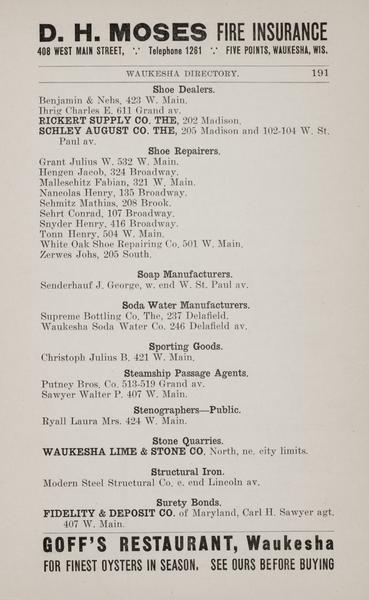 D. H. MOSES FIRE INSURANCE
408 WEST MAIN STREET, ∵ Telephone 1261 ∵ FIVE POINTS, WAUKESHA, WIS.
WAUKESHA DIRECTORY. 191
Shoe Dealers.
Benjamin & Nehs, 423 W. Main.
Ihrig Charles E. 611 Grand av.
RICKERT SUPPLY CO. THE, 202 Madison.
SCHLEY AUGUST CO. THE, 205 Madison and 102-104 W. St.
Paul av.
Shoe Repairers.
Grant Julius W. 532 W. Main.
Hengen Jacob, 324 Broadway.
Malleschitz Fabian, 321 W. Main.
Nancolas Henry, 135 Broadway.
Schmitz Mathias, 208 Brook.
Sehrt Conrad, 107 Broadway.
Snyder Henry, 416 Broadway.
Tonn Henry, 504 W. Main.
White Oak Shoe Repairing Co. 501 W. Main.
Zerwes Johs, 205 South.
Soap Manufacturers.
Senderhauf J. George, w. end W. St. Paul av.
Soda Water Manufacturers.
Supreme Bottling Co. The, 237 Delafield.
Waukesha Soda Water Co. 246 Delafield av.
Sporting Goods.
Christoph Julius B. 421 W. Main.
Steamship Passage Agents.
Putney Bros. Co. 513-519 Grand av.
Sawyer Walter P. 407 W. Main.
Stenographers—Public.
Ryall Laura Mrs. 424 W. Main.
Stone Quarries.
WAUKESHA LIME & STONE CO. North, ne. city limits.
Structural Iron.
Modern Steel Structural Co. e. end Lincoln av.
Surety Bonds.
FIDELITY & DEPOSIT CO. of Maryland, Carl H. Sawyer agt.
407 W. Main.
GOFF'S RESTAURANT, Waukesha
FOR FINEST OYSTERS IN SEASON. SEE OURS BEFORE BUYING